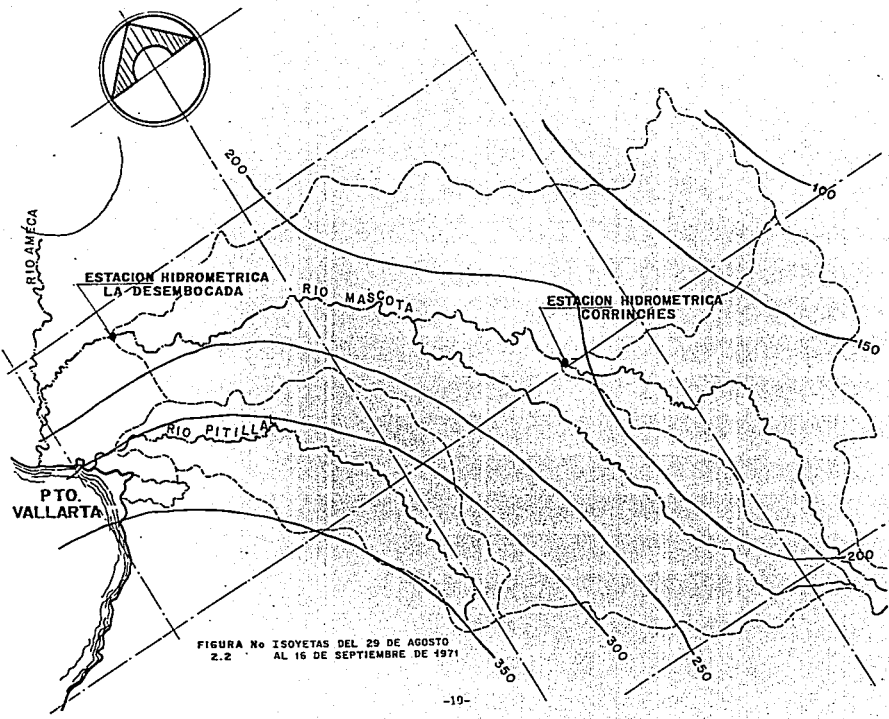 200
100
RIO AMECA
ESTACION HIDROMETRICA
LA DESEMBOCADA
RIO MASCOTA
ESTACION HIDROMETRICA
CORRINCHES
150
RIO PITILLAL
PTO.
VALLARTA
200
FIGURA No ISOYETAS DEL 29 DE AGOSTO
2.2 AL 16 DE SEPTIEMBRE DE 1971
350
300
250
-19-